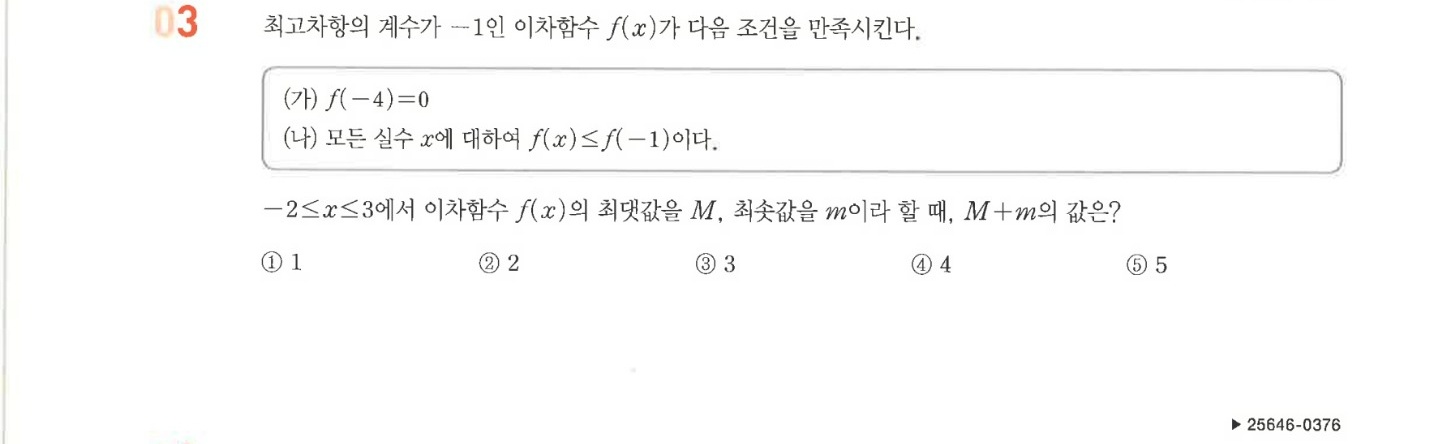 03 최고차항의 계수가 −1인 이차함수 f(x)가 다음 조건을 만족시킨다.
(가) f(−4)=0
(나) 모든 실수 x에 대하여 f(x)≤f(−1)이다.
−2≤x≤3에서 이차함수 f(x)의 최댓값을 M, 최솟값을 m이라 할 때, M+m의 값은?
① 1 ② 2 ③ 3 ④ 4 ⑤ 5
▶ 25646-0376